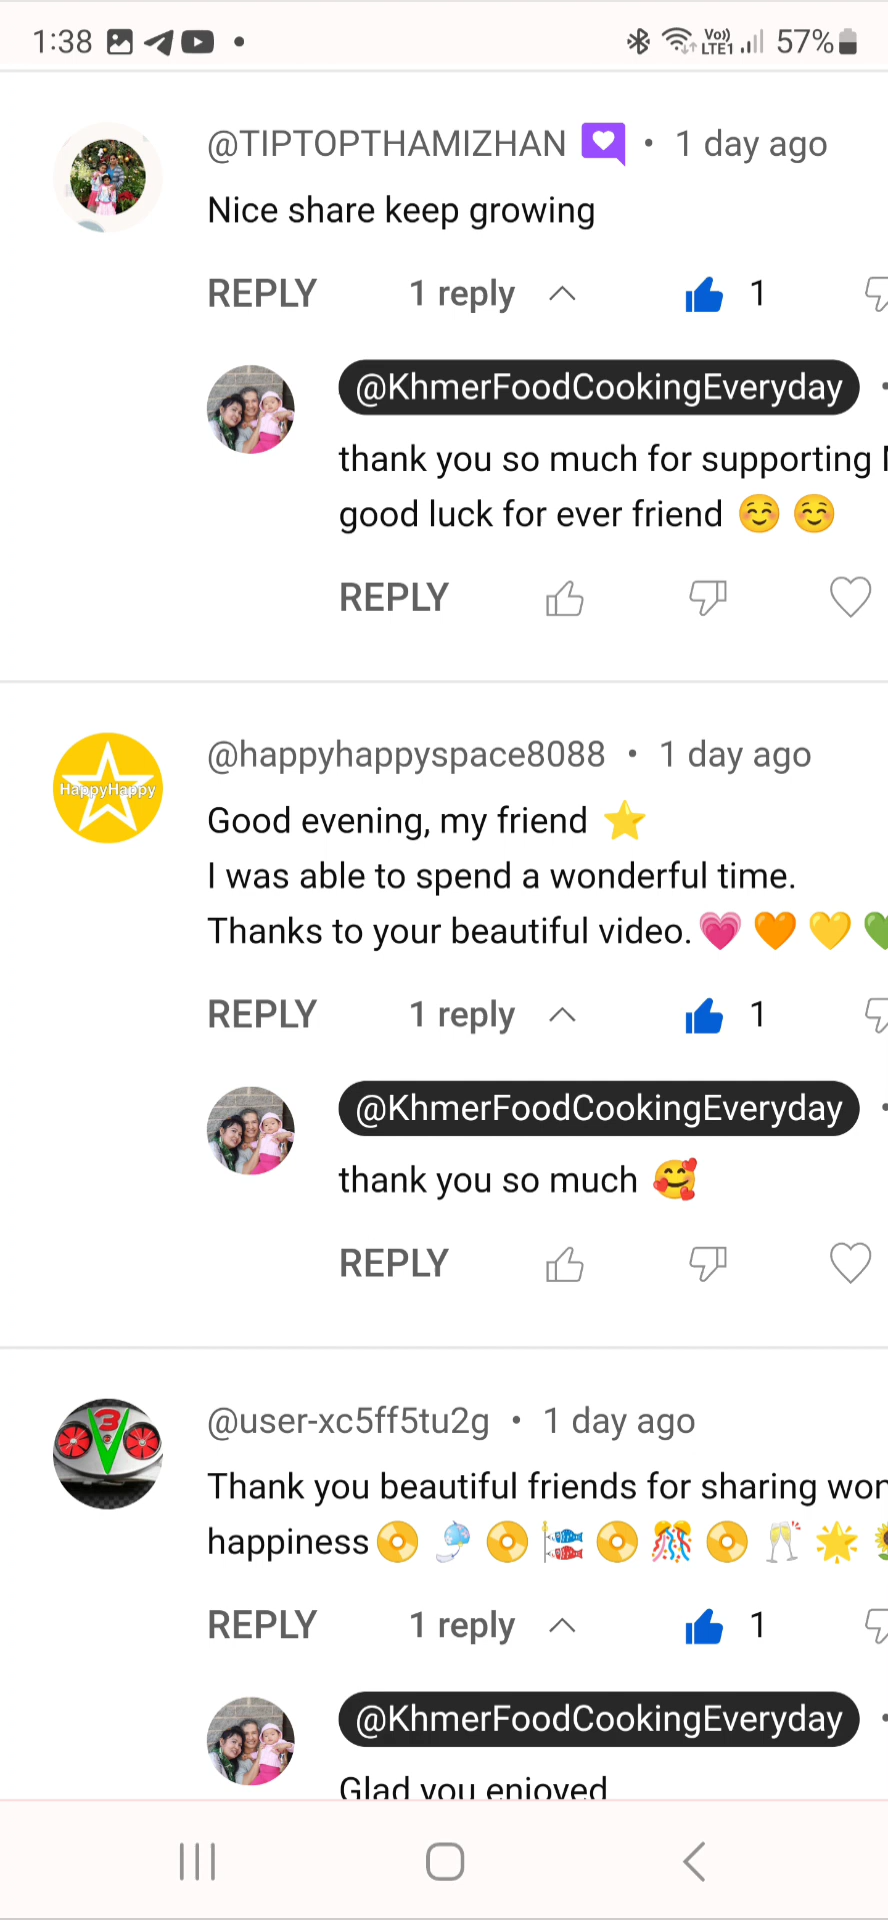 1:38 Vo)) LTE1 57%
@TIPTOPTHAMIZHAN • 1 day ago
Nice share keep growing
REPLY 1 reply 1
@KhmerFoodCookingEveryday •
thank you so much for supporting
good luck for ever friend ☺️ ☺️
REPLY
@happyhappyspace8088 • 1 day ago
HappyHappy
Good evening, my friend ⭐
I was able to spend a wonderful time.
Thanks to your beautiful video. 💗 🧡 💛 💚
REPLY 1 reply 1
@KhmerFoodCookingEveryday •
thank you so much 🥰
REPLY
@user-xc5ff5tu2g • 1 day ago
3
V
Thank you beautiful friends for sharing
happiness 📀 🎐 📀 🎏 📀 🎊 📀 🥂 🌟 🌻
REPLY 1 reply 1
@KhmerFoodCookingEveryday •
Glad you enjoyed